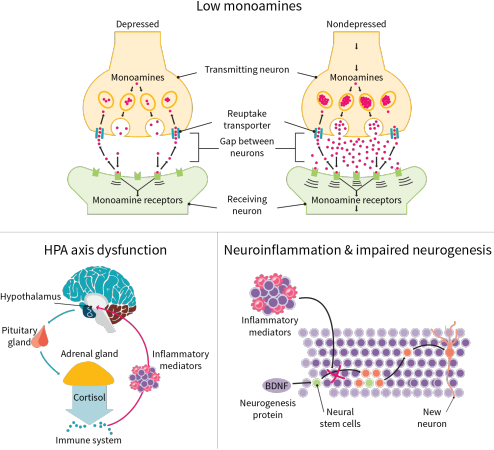 Low monoamines
Depressed
Nondepressed
Monoamines
Transmitting neuron
Monoamines
Reuptake
transporter
Gap between
neurons
Monoamine receptors
Receiving
neuron
Monoamine receptors
HPA axis dysfunction
Hypothalamus
Pituitary
gland
Adrenal gland
Inflammatory
mediators
Cortisol
Immune system
Neuroinflammation & impaired neurogenesis
Inflammatory
mediators
BDNF
Neurogenesis
protein
Neural
stem cells
New
neuron